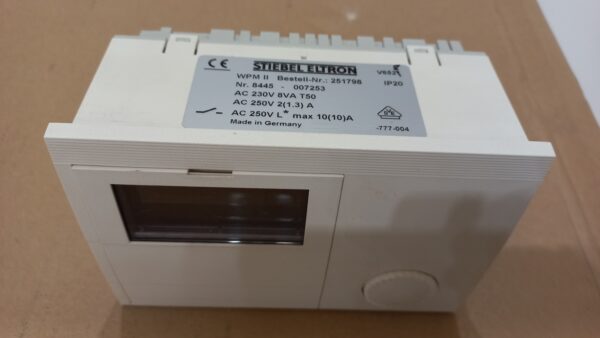 CE
STIEBEL ELTRON
WPM II Bestell-Nr.: 251798
IP20
Nr. 8445 - 007253
AC 230V 8VA T50
AC 250V 2(1.3) A
AC 250V L* max 10(10)A
Made in Germany
-777-004